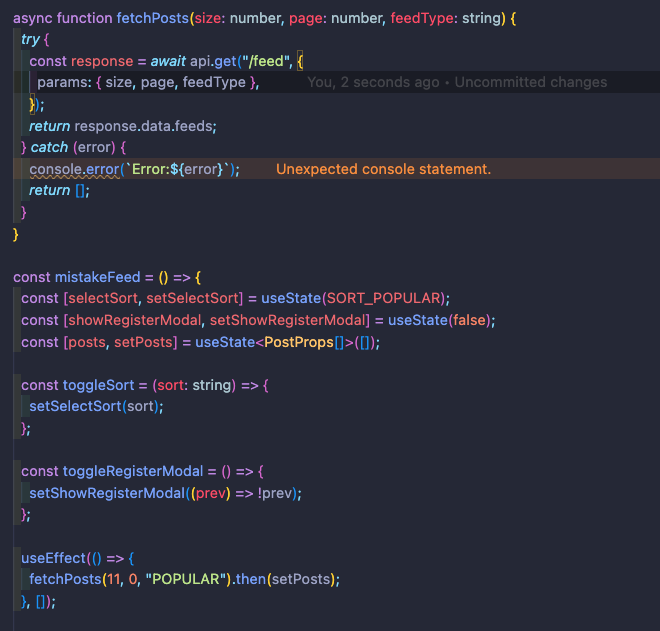 async function fetchPosts(size: number, page: number, feedType: string) {
try {
const response = await api.get("/feed", {
params: { size, page, feedType }, You, 2 seconds ago • Uncommitted changes
});
return response.data.feeds;
} catch (error) {
console.error(`Error:${error}`); Unexpected console statement.
return [];
}
}
const mistakeFeed = () => {
const [selectSort, setSelectSort] = useState(SORT_POPULAR);
const [showRegisterModal, setShowRegisterModal] = useState(false);
const [posts, setPosts] = useState<PostProps[]>([]);
const toggleSort = (sort: string) => {
setSelectSort(sort);
};
const toggleRegisterModal = () => {
setShowRegisterModal((prev) => !prev);
};
useEffect(() => {
fetchPosts(11, 0, "POPULAR").then(setPosts);
}, []);